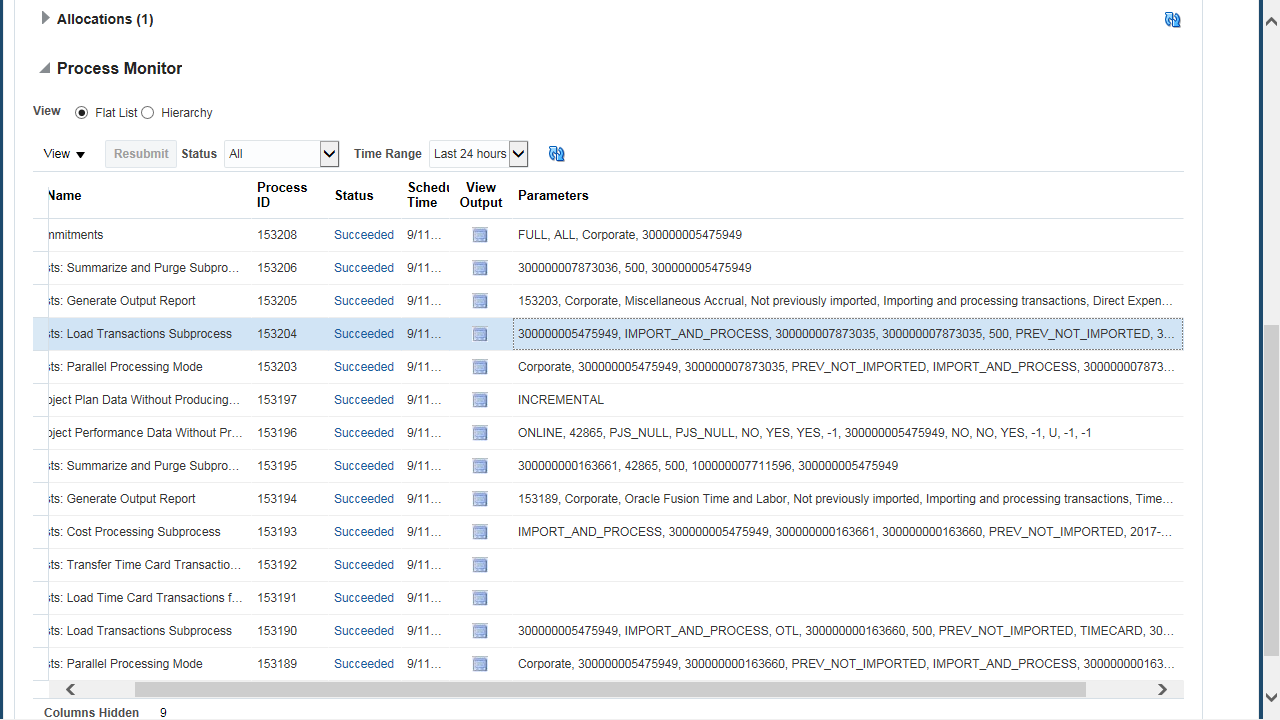 Allocations (1)
Process Monitor
View Flat List Hierarchy
View Resubmit Status All Time Range Last 24 hours
Name Process ID Status Schedu Time View Output Parameters
mmitments 153208 Succeeded 9/11... FULL, ALL, Corporate, 300000005475949
sts: Summarize and Purge Subpro... 153206 Succeeded 9/11... 300000007873036, 500, 300000005475949
sts: Generate Output Report 153205 Succeeded 9/11... 153203, Corporate, Miscellaneous Accrual, Not previously imported, Importing and processing transactions, Direct Expen...
sts: Load Transactions Subprocess 153204 Succeeded 9/11... 300000005475949, IMPORT_AND_PROCESS, 300000007873035, 300000007873035, 500, PREV_NOT_IMPORTED, 3...
sts: Parallel Processing Mode 153203 Succeeded 9/11... Corporate, 300000005475949, 300000007873035, PREV_NOT_IMPORTED, IMPORT_AND_PROCESS, 300000007873...
oject Plan Data Without Producing... 153197 Succeeded 9/11... INCREMENTAL
oject Performance Data Without Pr... 153196 Succeeded 9/11... ONLINE, 42865, PJS_NULL, PJS_NULL, NO, YES, YES, -1, 300000005475949, NO, NO, YES, -1, U, -1, -1
sts: Summarize and Purge Subpro... 153195 Succeeded 9/11... 300000000163661, 42865, 500, 100000007711596, 300000005475949
sts: Generate Output Report 153194 Succeeded 9/11... 153189, Corporate, Oracle Fusion Time and Labor, Not previously imported, Importing and processing transactions, Time...
sts: Cost Processing Subprocess 153193 Succeeded 9/11... IMPORT_AND_PROCESS, 300000005475949, 300000000163661, 300000000163660, PREV_NOT_IMPORTED, 2017-...
sts: Transfer Time Card Transactio... 153192 Succeeded 9/11...
sts: Load Time Card Transactions f... 153191 Succeeded 9/11...
sts: Load Transactions Subprocess 153190 Succeeded 9/11... 300000005475949, IMPORT_AND_PROCESS, OTL, 300000000163660, 500, PREV_NOT_IMPORTED, TIMECARD, 30...
sts: Parallel Processing Mode 153189 Succeeded 9/11... Corporate, 300000005475949, 300000000163660, PREV_NOT_IMPORTED, IMPORT_AND_PROCESS, 30000000163...
Columns Hidden 9